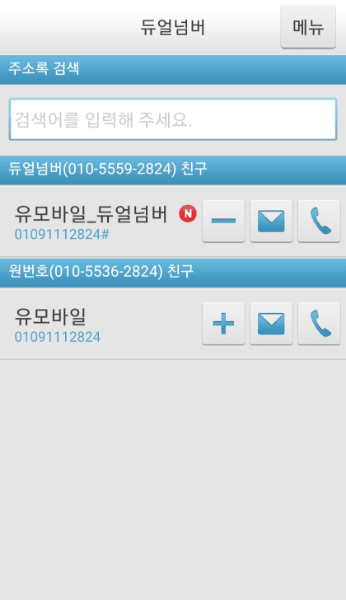 듀얼넘버
메뉴
주소록 검색
검색어를 입력해 주세요.
듀얼넘버(010-5559-2824) 친구
유모바일_듀얼넘버 N
01091112824#
원번호(010-5536-2824) 친구
유모바일
01091112824